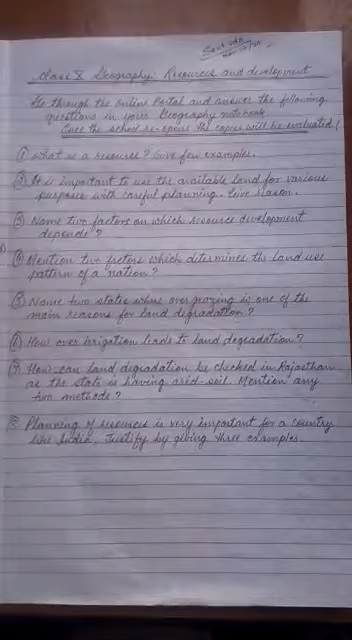 Class X Geography: Resources and development
Go through the Online Portal and answer the following
questions in your Geography notebook.
Once the school re-opens the copies will be evaluated!
① What is a resource? Give few examples.
② It is important to use the available land for various
purposes with careful planning. Give reason.
③ Name two factors on which resource development
depends?
④ Mention two factors which determines the land use
pattern of a nation?
⑤ Name two states where over grazing is one of the
main reasons for land degradation?
⑥ How over irrigation leads to land degradation?
⑦ How can land degradation be checked in Rajasthan
as the state is having arid-soil. Mention any
two methods?
⑧ Planning of resources is very important for a country
like India, Justify by giving three examples.